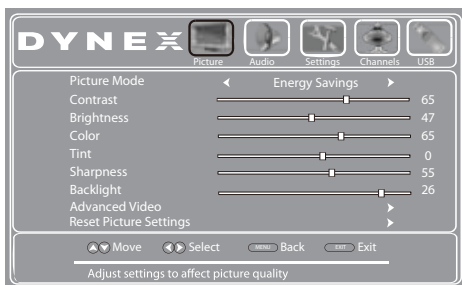 DYNEX
Picture Audio Settings Channels USB
Picture Mode Energy Savings
Contrast 65
Brightness 47
Color 65
Tint 0
Sharpness 55
Backlight 26
Advanced Video
Reset Picture Settings
Move Select MENU Back EXIT Exit
Adjust settings to affect picture quality